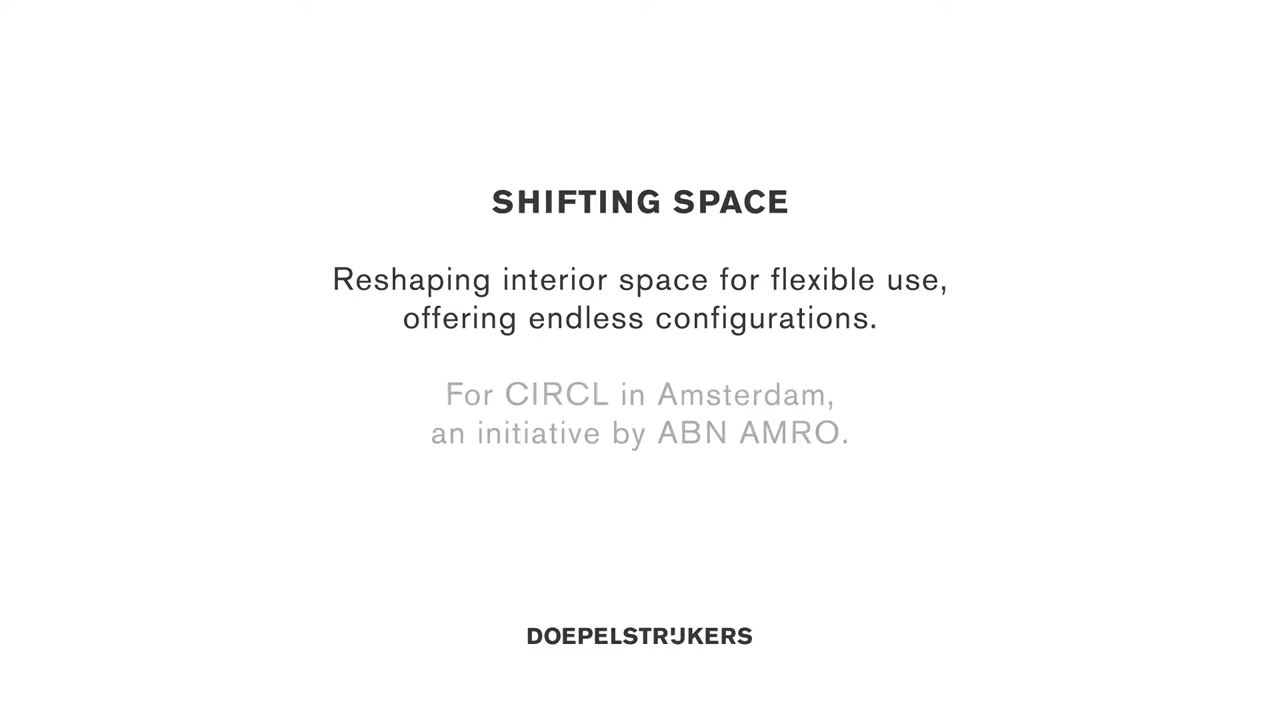 SHIFTING SPACE
Reshaping interior space for flexible use,
offering endless configurations.
For CIRCL in Amsterdam,
an initiative by ABN AMRO.
DOEPELSTRIJKERS